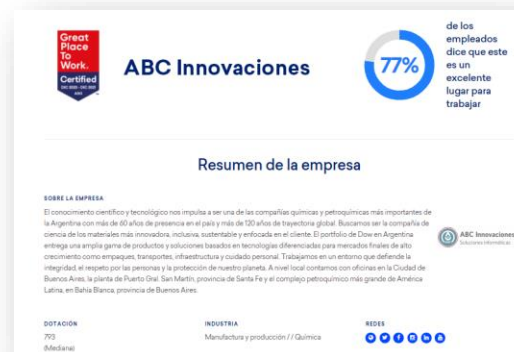 Great
Place
To
Work.
Certified
ABC Innovaciones
77%
de los
empleados
dice que este
es un
excelente
lugar para
trabajar
Resumen de la empresa
SOBRE LA EMPRESA
El conocimiento científico y tecnológico nos impulsa a ser una de las compañías químicas y petroquímicas más importantes de
la Argentina con más de 60 años de presencia en el país y más de 120 años de trayectoria global. Buscamos ser la compañía de
ciencia de los materiales más innovadora, inclusiva, sustentable y enfocada en el cliente. El portfolio de Dow en Argentina
entrega una amplia gama de productos y soluciones basados en tecnologías diferenciadas para mercados finales de alto
crecimiento como empaques, transportes, infraestructura y cuidado personal. Trabajamos en un entorno que defiende la
integridad, el respeto por las personas y la protección de nuestro planeta. A nivel local contamos con oficinas en la Ciudad de
Buenos Aires, la planta de Puerto Gral. San Martín, provincia de Santa Fe y el complejo petroquímico más grande de América
Latina, en Bahía Blanca, provincia de Buenos Aires.
ABC Innovaciones
Soluciones Informáticas
DOTACIÓN
793
(Mediana)
INDUSTRIA
Manufactura y producción // Química
REDES